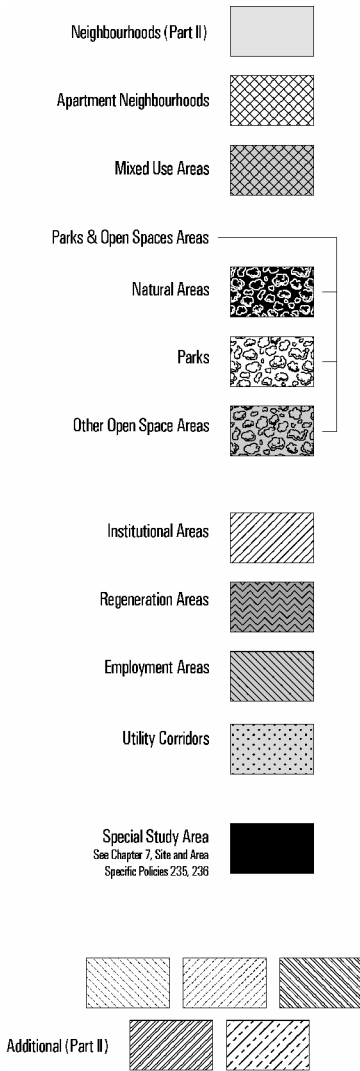 Neighbourhoods (Part II)
Apartment Neighbourhoods
Mixed Use Areas
Parks & Open Spaces Areas
Natural Areas
Parks
Other Open Space Areas
Institutional Areas
Regeneration Areas
Employment Areas
Utility Corridors
Special Study Area
See Chapter 7, Site and Area
Specific Policies 235, 236
Additional (Part II)